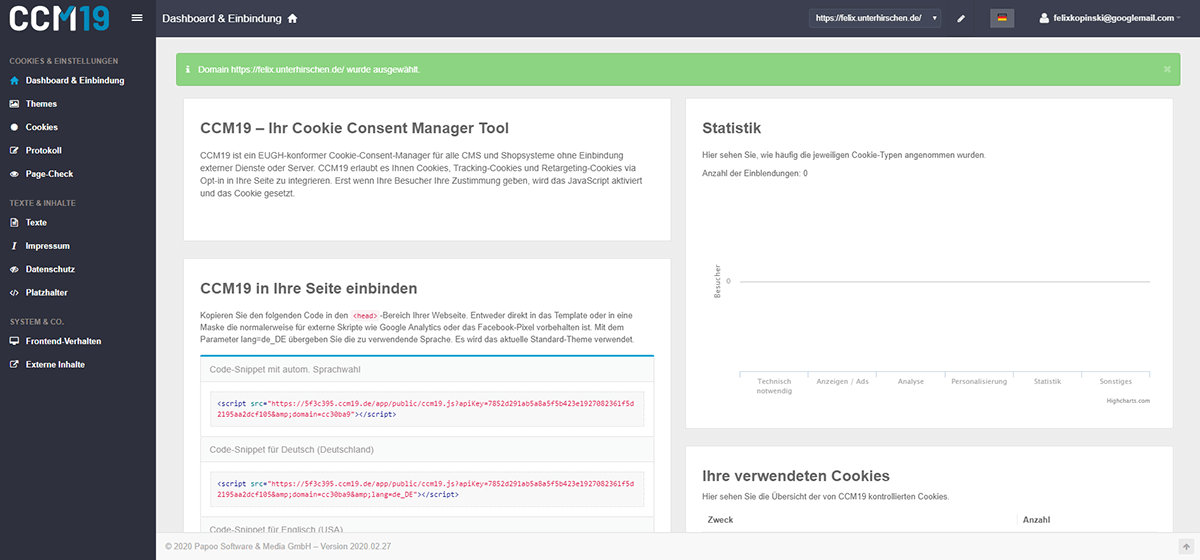 CCM19
Dashboard & Einbindung
https://felix.unterhirschen.de/
felixkopinski@googlemail.com
COOKIES & EINSTELLUNGEN
Dashboard & Einbindung
Themes
Cookies
Protokoll
Page-Check
TEXTE & INHALTE
Texte
Impressum
Datenschutz
Platzhalter
SYSTEM & CO.
Frontend-Verhalten
Externe Inhalte
Domain https://felix.unterhirschen.de/ wurde ausgewählt.
CCM19 – Ihr Cookie Consent Manager Tool
CCM19 ist ein EUGH-konformer Cookie-Consent-Manager für alle CMS und Shopsysteme ohne Einbindung
externer Dienste oder Server. CCM19 erlaubt es Ihnen Cookies, Tracking-Cookies und Retargeting-Cookies via
Opt-in in Ihre Seite zu integrieren. Erst wenn Ihre Besucher Ihre Zustimmung geben, wird das JavaScript aktiviert
und das Cookie gesetzt.
CCM19 in Ihre Seite einbinden
Kopieren Sie den folgenden Code in den <head> -Bereich Ihrer Webseite. Entweder direkt in das Template oder in eine
Maske die normalerweise für externe Skripte wie Google Analytics oder das Facebook-Pixel vorbehalten ist. Mit dem
Parameter lang=de_DE übergeben Sie die zu verwendende Sprache. Es wird das aktuelle Standard-Theme verwendet.
Code-Snippet mit autom. Sprachwahl
<script src="https://5f3c395.ccm19.de/app/public/ccm19.js?apiKey=7852d291ab5a8a5f5b423e1927082361f5d
2195aa2dcf105&amp;domain=cc30ba9"></script>
Code-Snippet für Deutsch (Deutschland)
<script src="https://5f3c395.ccm19.de/app/public/ccm19.js?apiKey=7852d291ab5a8a5f5b423e1927082361f5d
2195aa2dcf105&amp;domain=cc30ba9&amp;lang=de_DE"></script>
Code-Snippet für Englisch (USA)
Statistik
Hier sehen Sie, wie häufig die jeweiligen Cookie-Typen angenommen wurden.
Anzahl der Einblendungen: 0
Besucher
0
Technisch
notwendig
Anzeigen / Ads
Analyse
Personalisierung
Statistik
Sonstiges
Highcharts.com
Ihre verwendeten Cookies
Hier sehen Sie die Übersicht der von CCM19 kontrollierten Cookies.
Zweck Anzahl
© 2020 Papoo Software & Media GmbH – Version 2020.02.27